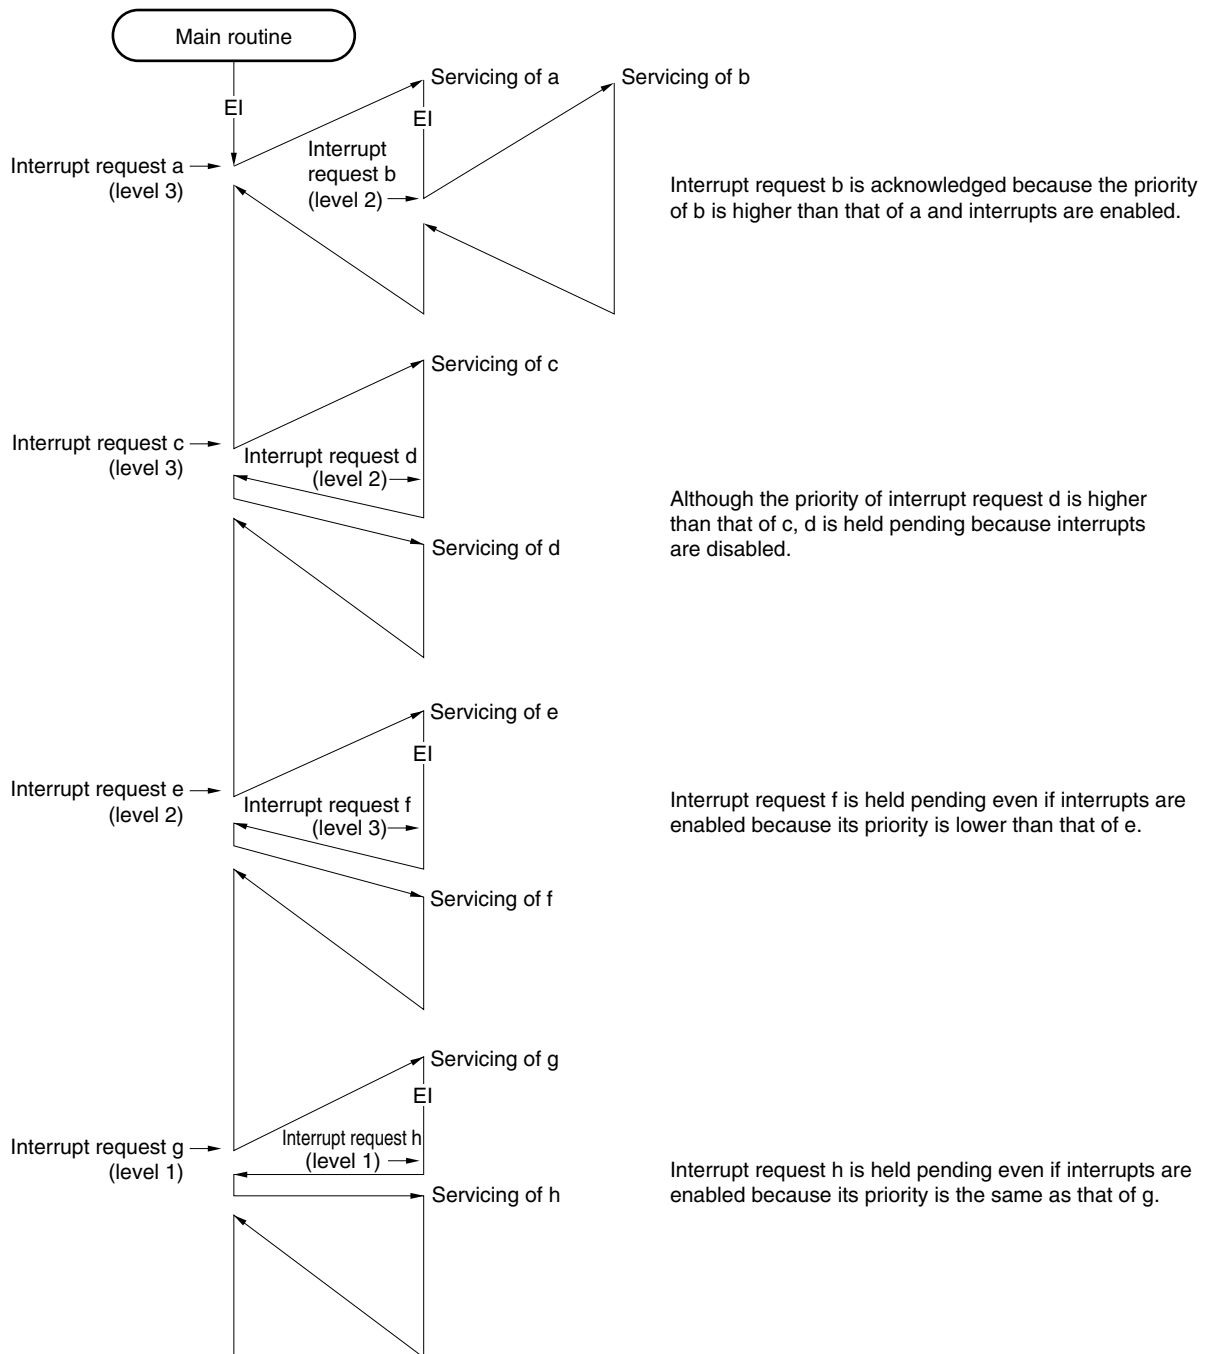 Main routine
EI
Servicing of a
Servicing of b
EI
Interrupt request a
(level 3)
Interrupt
request b
(level 2)
Interrupt request b is acknowledged because the priority
of b is higher than that of a and interrupts are enabled.
Servicing of c
Interrupt request c
(level 3)
Interrupt request d
(level 2)
Although the priority of interrupt request d is higher
than that of c, d is held pending because interrupts
are disabled.
Servicing of d
Servicing of e
EI
Interrupt request e
(level 2)
Interrupt request f
(level 3)
Interrupt request f is held pending even if interrupts are
enabled because its priority is lower than that of e.
Servicing of f
Servicing of g
EI
Interrupt request g
(level 1)
Interrupt request h
(level 1)
Interrupt request h is held pending even if interrupts are
enabled because its priority is the same as that of g.
Servicing of h